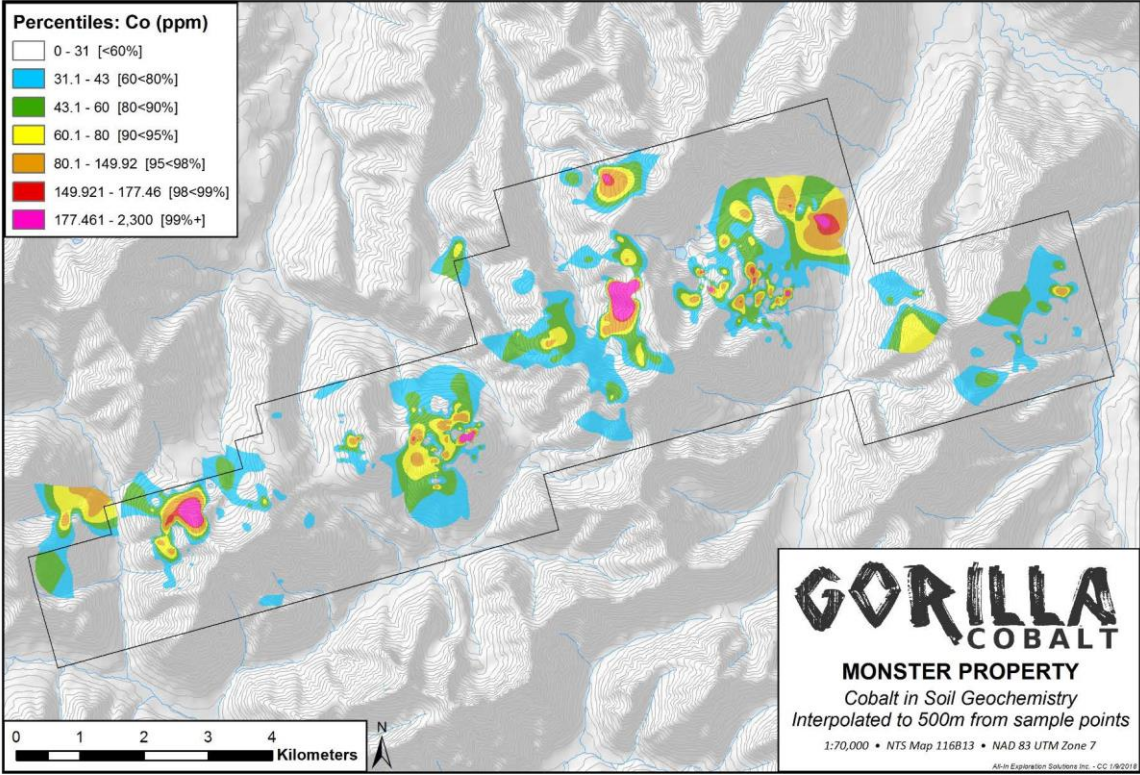 Percentiles: Co (ppm)
0 - 31 [<60%]
31.1 - 43 [60<80%]
43.1 - 60 [80<90%]
60.1 - 80 [90<95%]
80.1 - 149.92 [95<98%]
149.921 - 177.46 [98<99%]
177.461 - 2,300 [99%+]
GORILLA
COBALT
MONSTER PROPERTY
Cobalt in Soil Geochemistry
Interpolated to 500m from sample points
1:70,000 • NTS Map 116B13 • NAD 83 UTM Zone 7
All-In Exploration Solutions Inc. - CC 1/9/2018
0 1 2 3 4
Kilometers
N